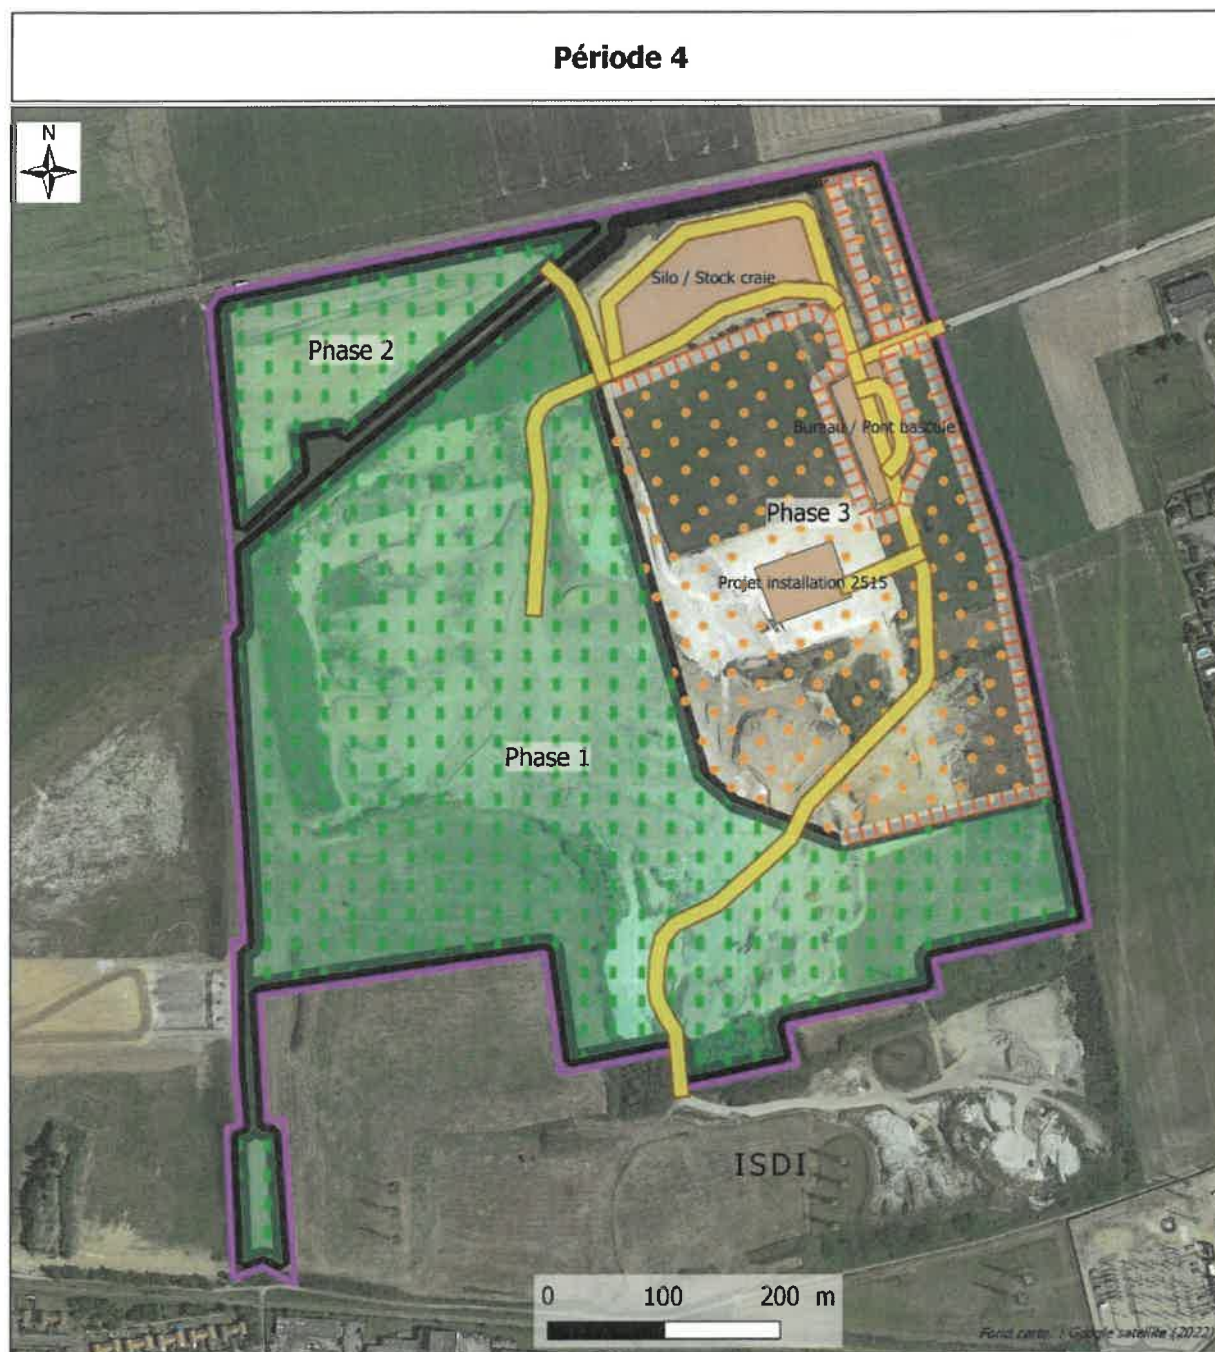 Période 4
N
Silo / Stock craie
Phase 2
Bureau / Pont bascule
Phase 3
Projet installation 2515
Phase 1
ISDI
0 100 200 m
Fond carte : Google satellite (2022)